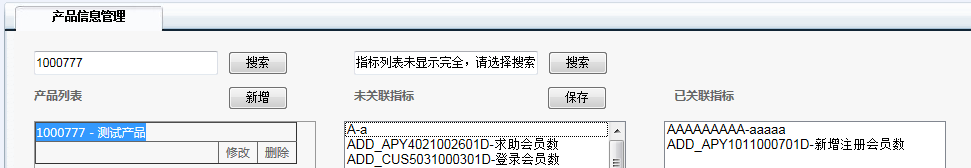 产品信息管理
1000777 搜索 指标列表未显示完全，请选择搜索 搜索
产品列表 新增 未关联指标 保存 已关联指标
1000777 - 测试产品 A-a AAAAAAAAA-aaaaa
修改 删除 ADD_APY4021002601D-求助会员数 ADD_APY1011000701D-新增注册会员数
ADD_CUS5031000301D-登录会员数